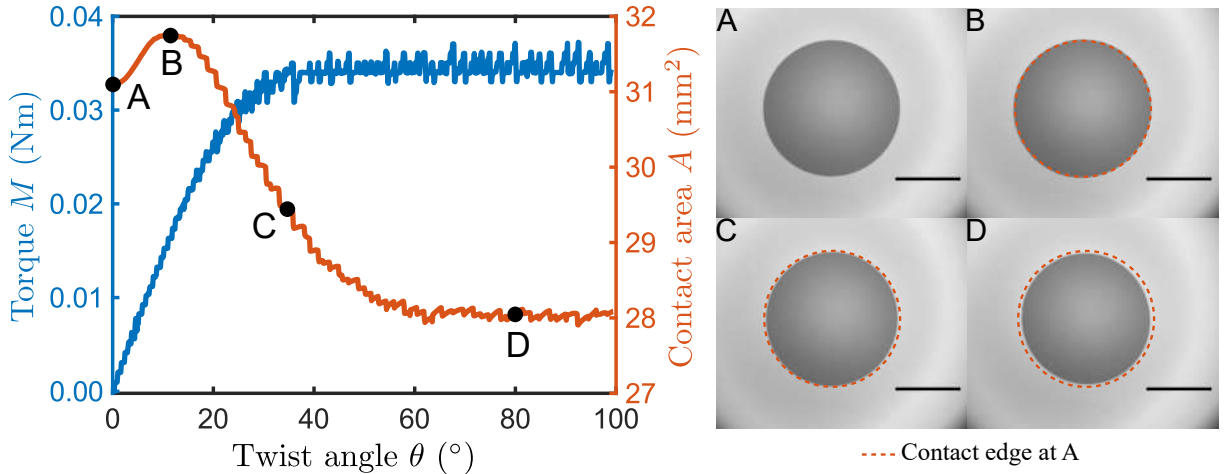 0.04
0.03
0.02
0.01
0.00
Torque M (Nm)
0
20
40
60
80
100
Twist angle θ (°)
32
31
30
29
28
27
Contact area A (mm²)
A
B
C
D
A
B
C
D
Contact edge at A